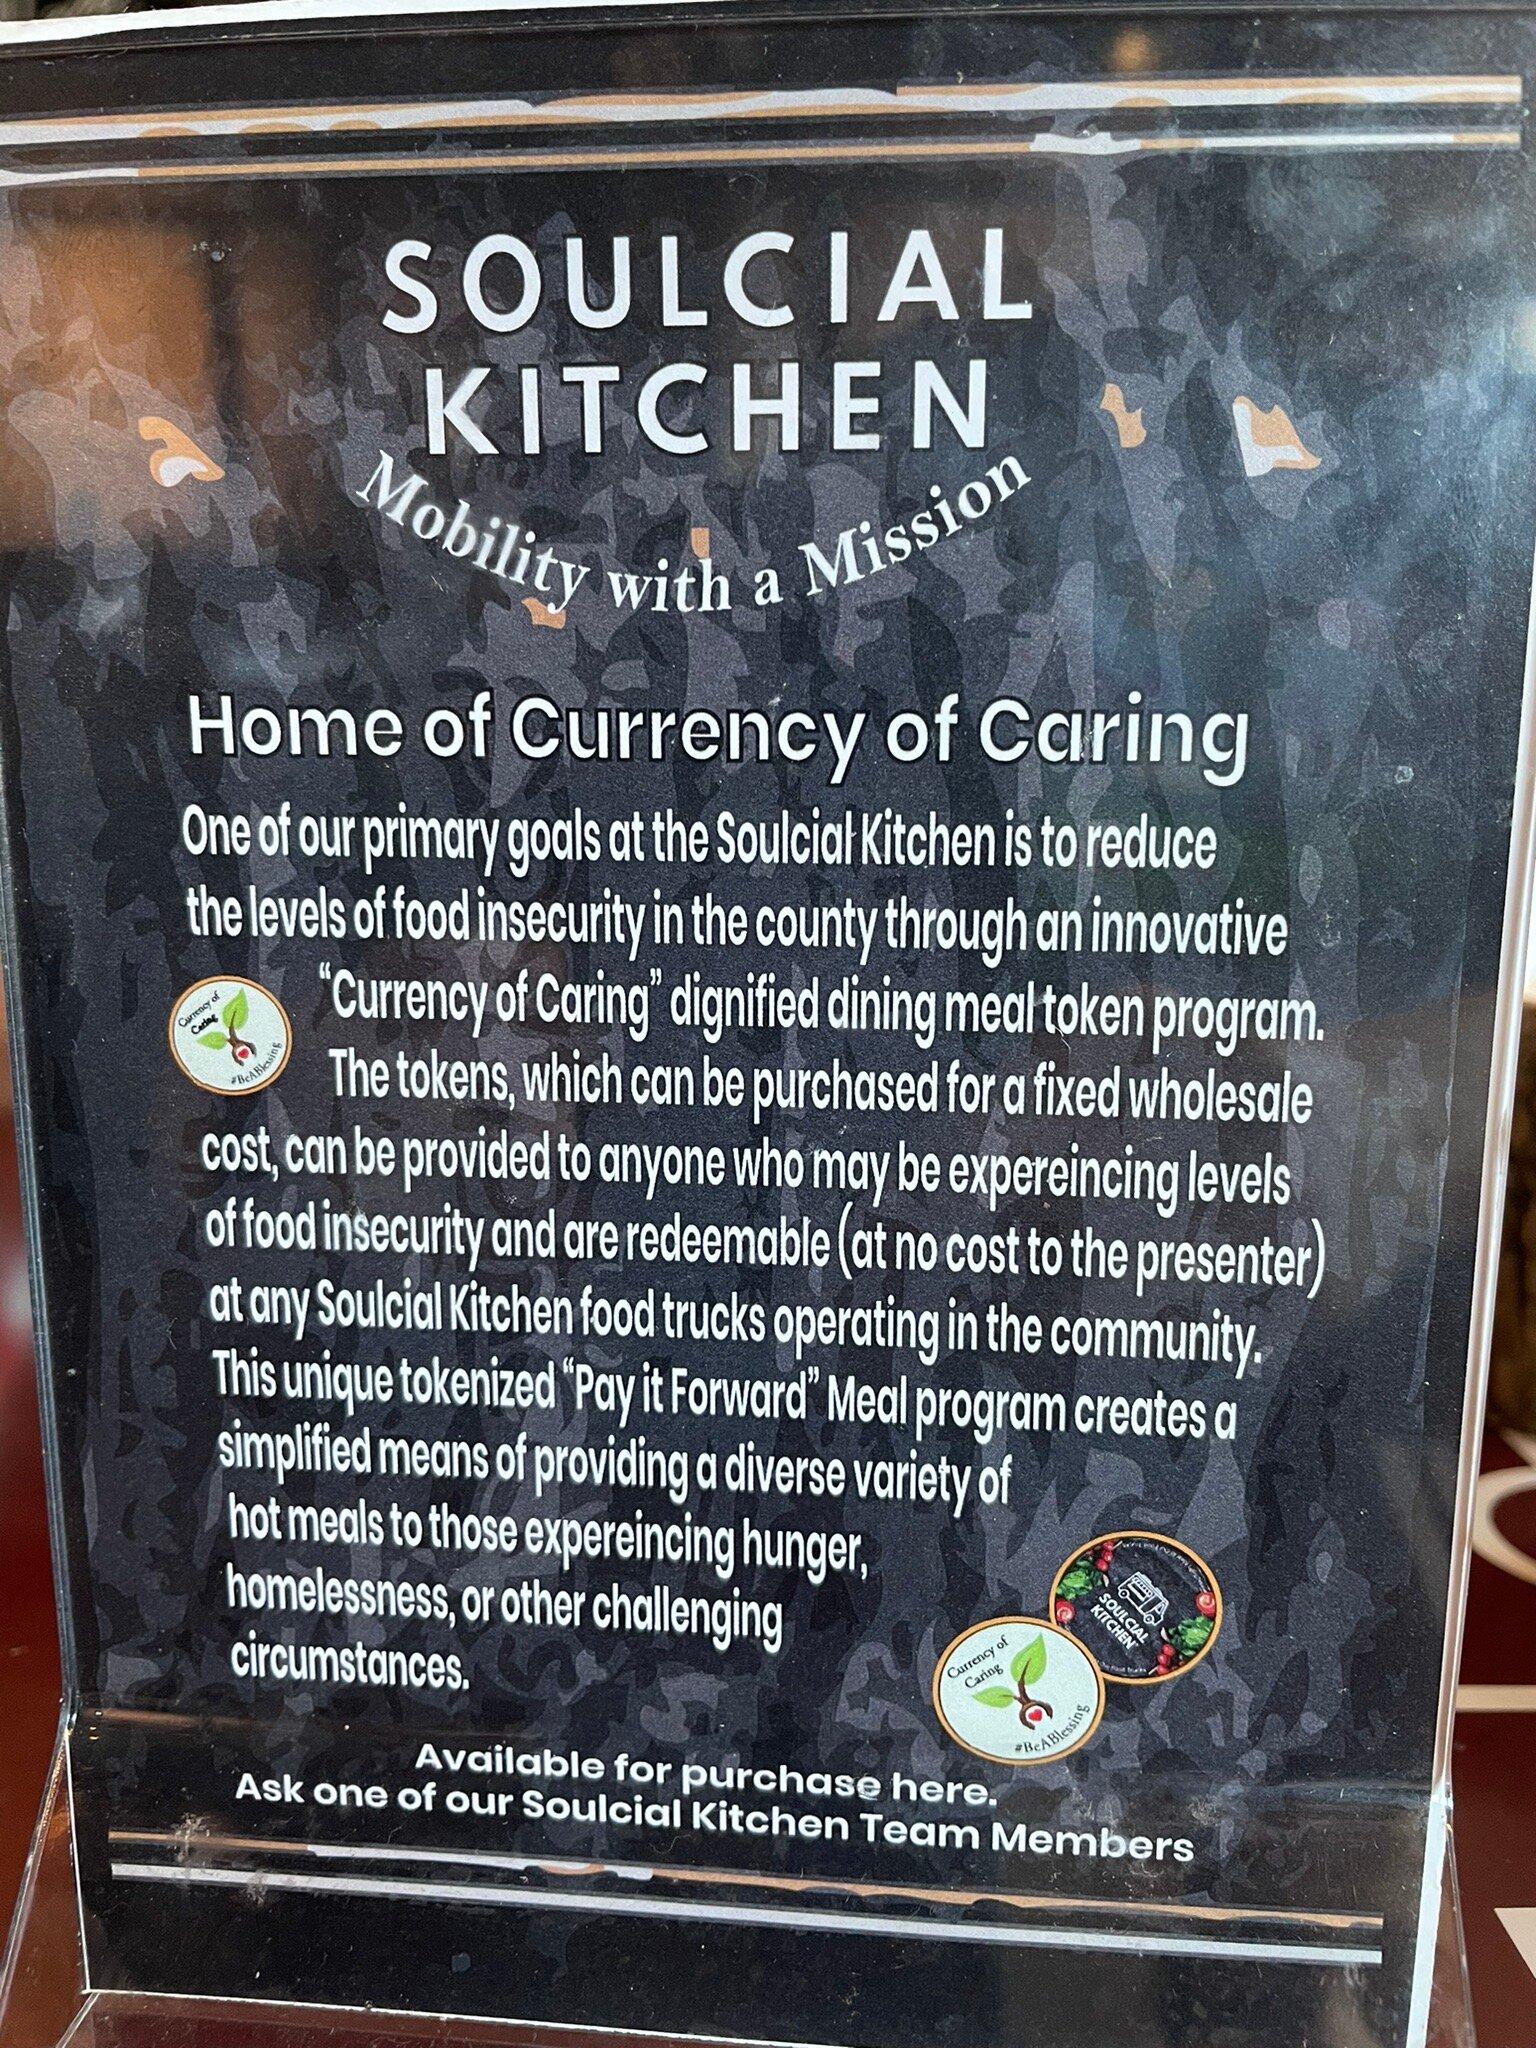 SOULCIAL
KITCHEN
Mobility with a Mission
Home of Currency of Caring
One of our primary goals at the Soulcial Kitchen is to reduce
the levels of food insecurity in the county through an innovative
“Currency of Caring” dignified dining meal token program.
Currency of
Caring
#BeABlessing
The tokens, which can be purchased for a fixed wholesale
cost, can be provided to anyone who may be expereincing levels
of food insecurity and are redeemable (at no cost to the presenter)
at any Soulcial Kitchen food trucks operating in the community.
This unique tokenized “Pay it Forward” Meal program creates a
simplified means of providing a diverse variety of
hot meals to those expereincing hunger,
homelessness, or other challenging
circumstances.
SOULCIAL
KITCHEN
Currency of
Caring
#BeABlessing
Available for purchase here.
Ask one of our Soulcial Kitchen Team Members